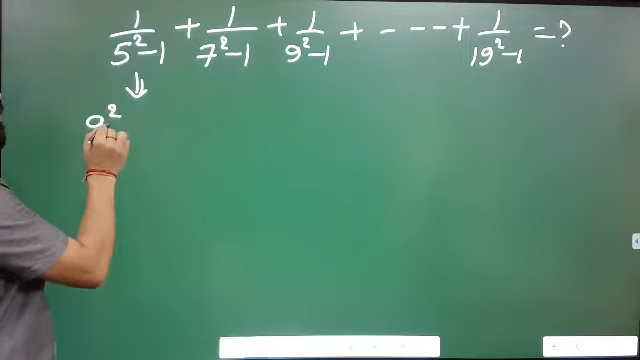 1/(5²-1) + 1/(7²-1) + 1/(9²-1) + ---- + 1/(19²-1) = ?
⇓
a²